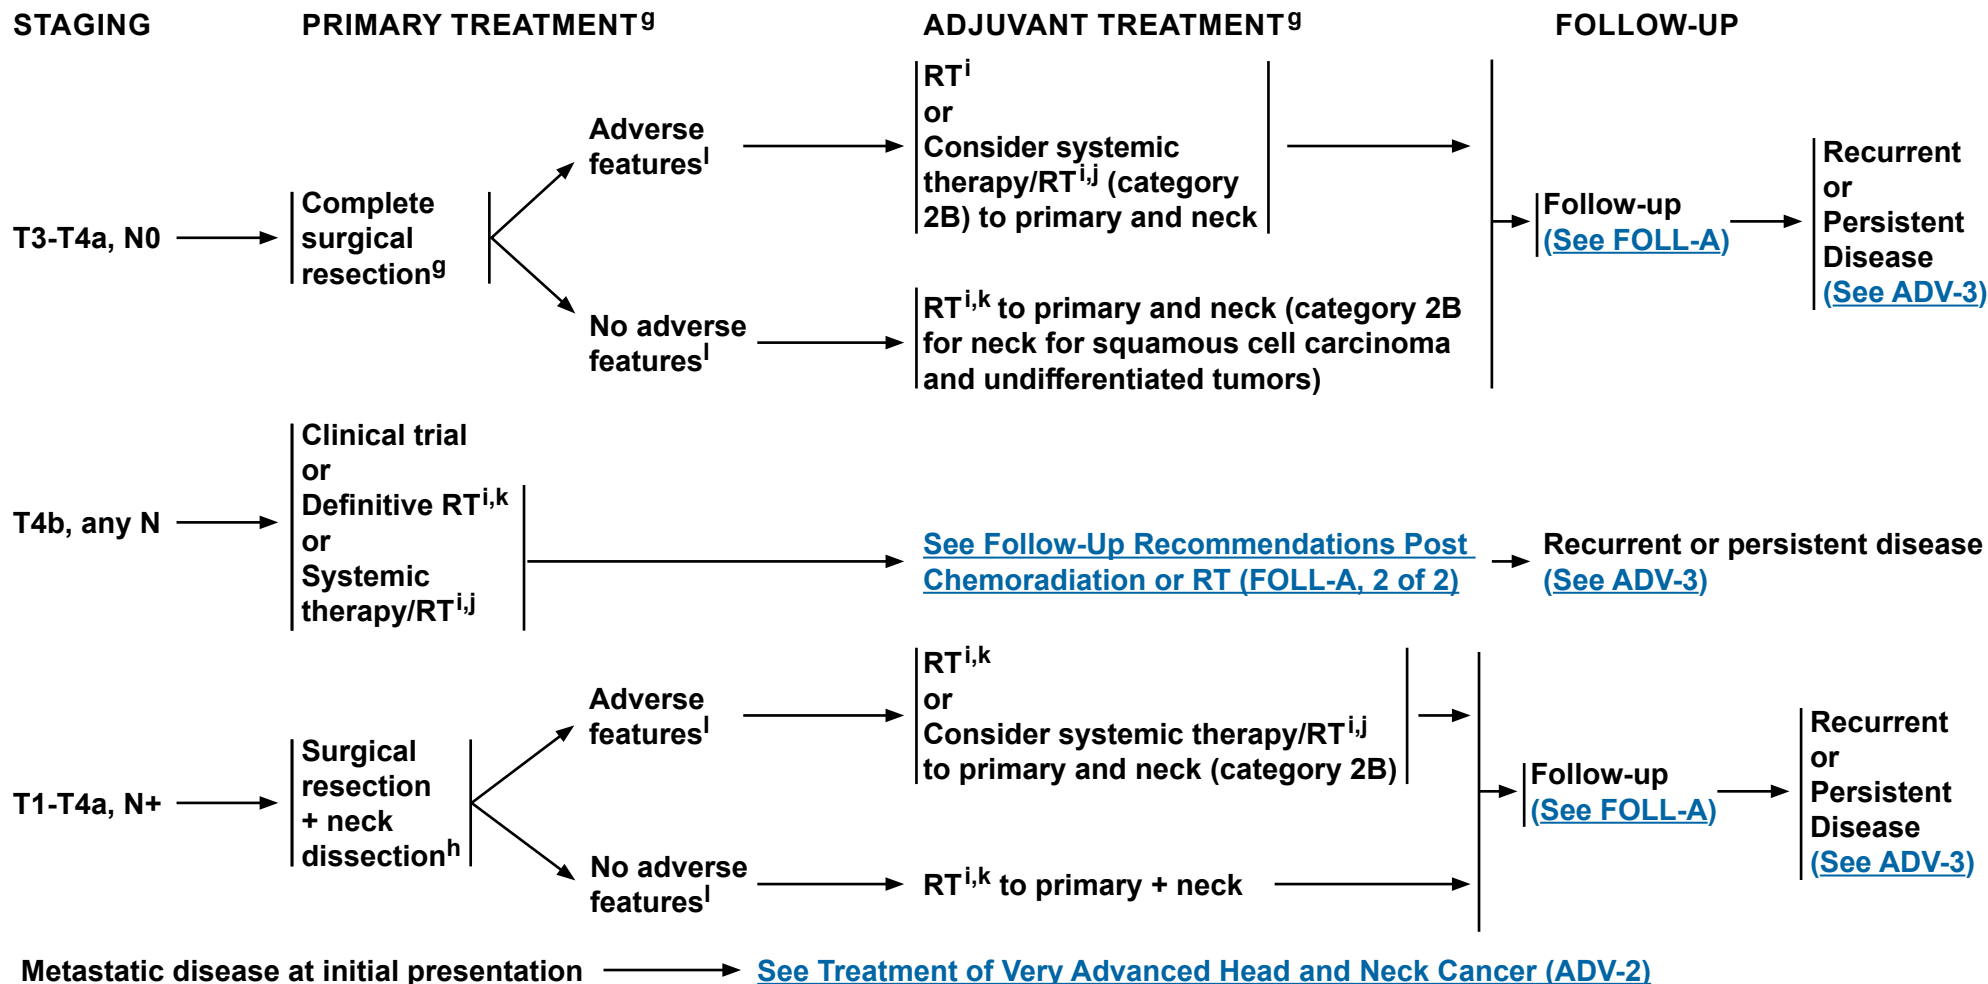 STAGING
PRIMARY TREATMENTg
ADJUVANT TREATMENTg
FOLLOW-UP
T3-T4a, N0
Complete
surgical
resectiong
Adverse
featuresl
RTi
or
Consider systemic
therapy/RTi,j (category
2B) to primary and neck
No adverse
featuresl
RTi,k to primary and neck (category 2B
for neck for squamous cell carcinoma
and undifferentiated tumors)
Follow-up
(See FOLL-A)
Recurrent
or
Persistent
Disease
(See ADV-3)
T4b, any N
Clinical trial
or
Definitive RTi,k
or
Systemic
therapy/RTi,j
See Follow-Up Recommendations Post
Chemoradiation or RT (FOLL-A, 2 of 2)
Recurrent or persistent disease
(See ADV-3)
T1-T4a, N+
Surgical
resection
+ neck
dissectionh
Adverse
featuresl
RTi,k
or
Consider systemic therapy/RTi,j
to primary and neck (category 2B)
No adverse
featuresl
RTi,k to primary + neck
Follow-up
(See FOLL-A)
Recurrent
or
Persistent
Disease
(See ADV-3)
Metastatic disease at initial presentation
See Treatment of Very Advanced Head and Neck Cancer (ADV-2)